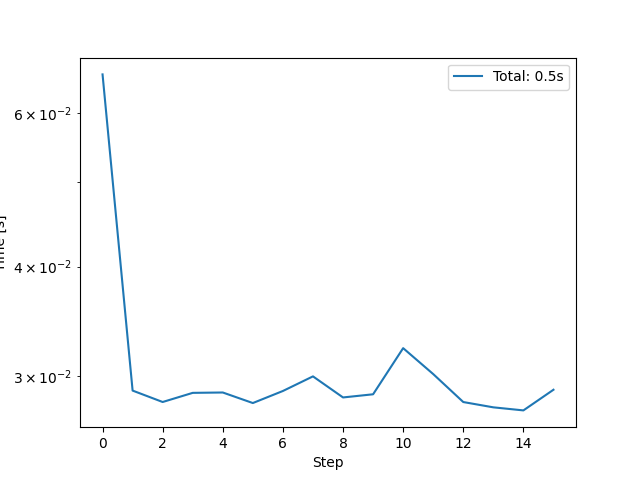 Total: 0.5s
6 × 10⁻²
4 × 10⁻²
3 × 10⁻²
Time [s]
0 2 4 6 8 10 12 14
Step